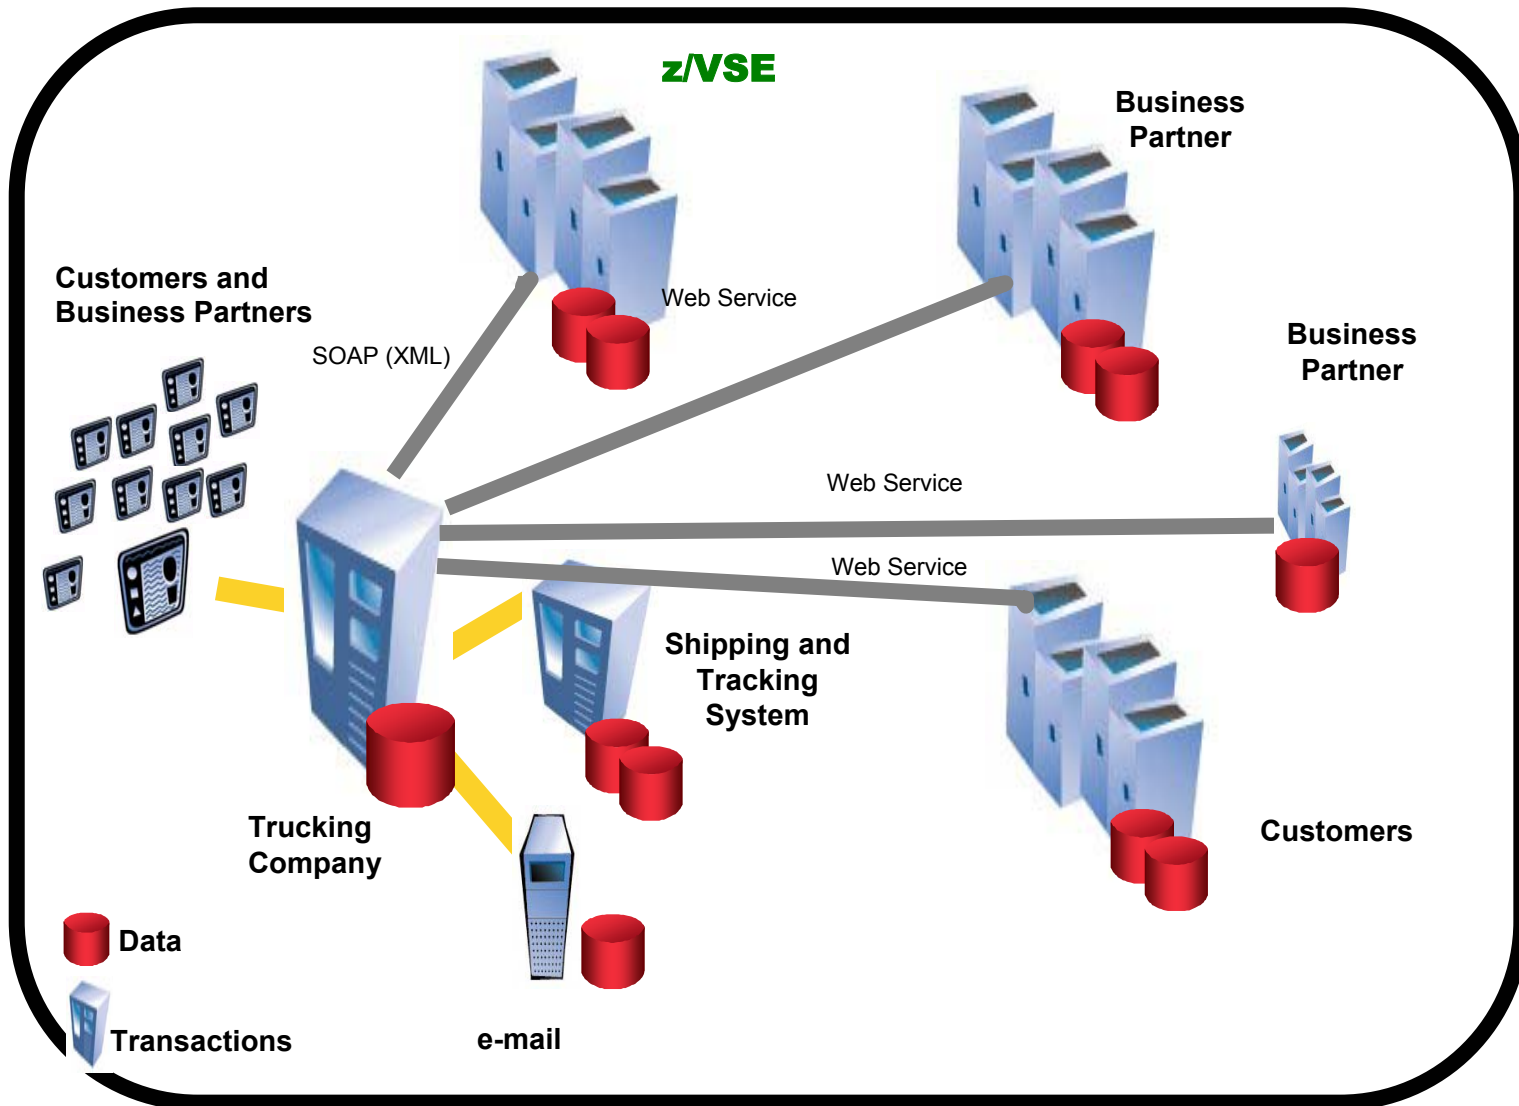 z/VSE
Business
Partner
Customers and
Business Partners
Web Service
SOAP (XML)
Business
Partner
Web Service
Web Service
Shipping and
Tracking
System
Trucking
Company
Customers
Data
Transactions
e-mail